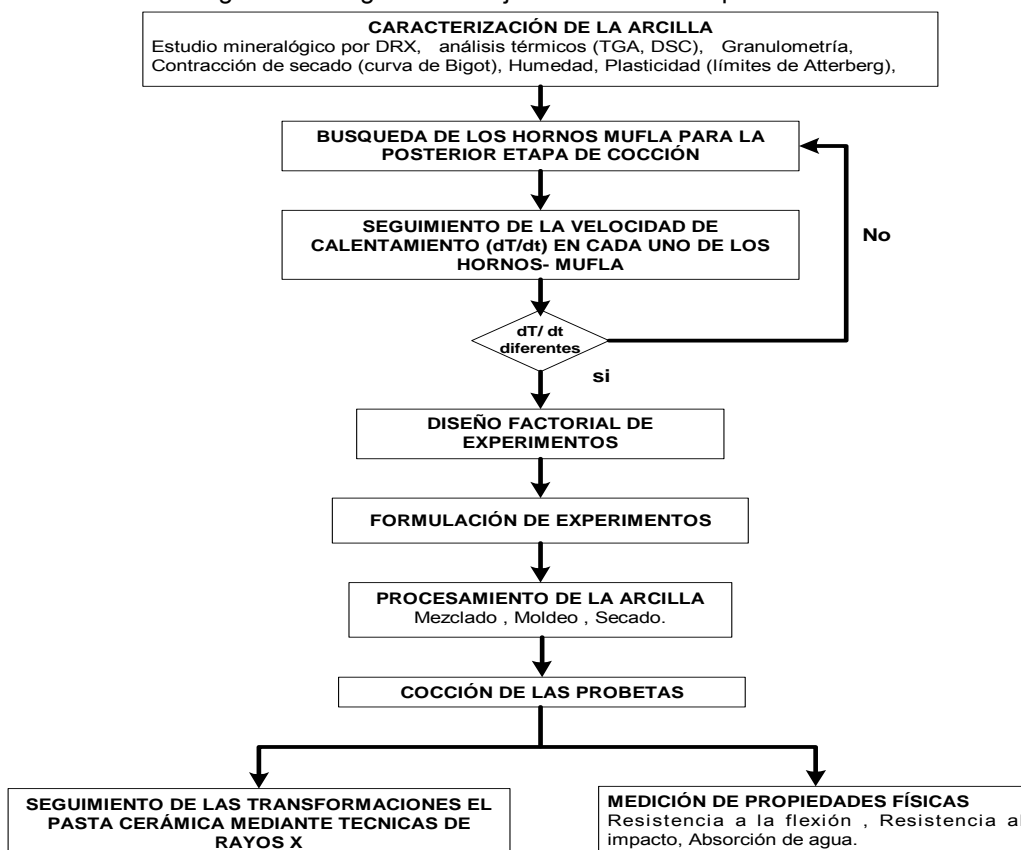 CARACTERIZACIÓN DE LA ARCILLA
Estudio mineralógico por DRX, análisis térmicos (TGA, DSC), Granulometría,
Contracción de secado (curva de Bigot), Humedad, Plasticidad (límites de Atterberg),
BUSQUEDA DE LOS HORNOS MUFLA PARA LA
POSTERIOR ETAPA DE COCCIÓN
SEGUIMIENTO DE LA VELOCIDAD DE
CALENTAMIENTO (dT/dt) EN CADA UNO DE LOS
HORNOS- MUFLA
No
dT/ dt
diferentes
si
DISEÑO FACTORIAL DE
EXPERIMENTOS
FORMULACIÓN DE EXPERIMENTOS
PROCESAMIENTO DE LA ARCILLA
Mezclado , Moldeo , Secado.
COCCIÓN DE LAS PROBETAS
SEGUIMIENTO DE LAS TRANSFORMACIONES EL
PASTA CERÁMICA MEDIANTE TECNICAS DE
RAYOS X
MEDICIÓN DE PROPIEDADES FÍSICAS
Resistencia a la flexión , Resistencia al
impacto, Absorción de agua.